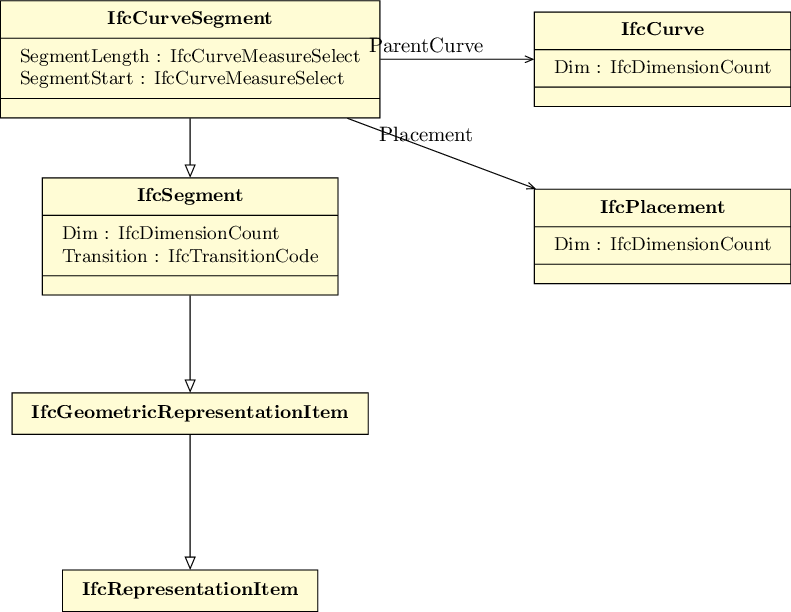 IfcCurveSegment
SegmentLength : IfcCurveMeasureSelect
SegmentStart : IfcCurveMeasureSelect
ParentCurve
IfcCurve
Dim : IfcDimensionCount
Placement
IfcSegment
Dim : IfcDimensionCount
Transition : IfcTransitionCode
IfcPlacement
Dim : IfcDimensionCount
IfcGeometricRepresentationItem
IfcRepresentationItem